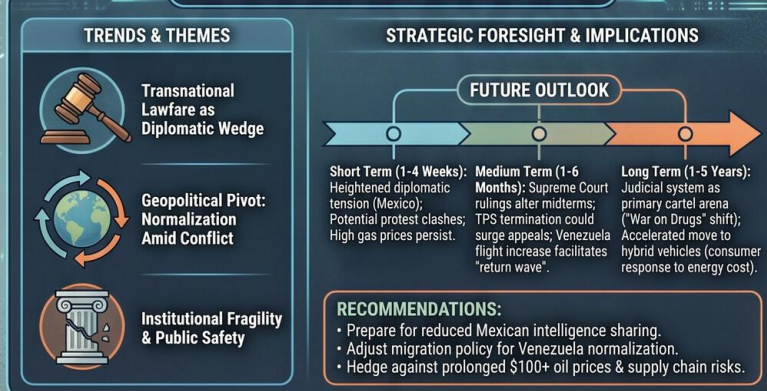 TRENDS & THEMES
Transnational
Lawfare as
Diplomatic Wedge
Geopolitical Pivot:
Normalization
Amid Conflict
Institutional Fragility
& Public Safety
STRATEGIC FORESIGHT & IMPLICATIONS
FUTURE OUTLOOK
Short Term (1-4 Weeks):
Heightened diplomatic
tension (Mexico);
Potential protest clashes;
High gas prices persist.
Medium Term (1-6
Months): Supreme Court
rulings alter midterms;
TPS termination could
surge appeals; Venezuela
flight increase facilitates
"return wave".
Long Term (1-5 Years):
Judicial system as
primary cartel arena
("War on Drugs" shift);
Accelerated move to
hybrid vehicles (consumer
response to energy cost).
RECOMMENDATIONS:
• Prepare for reduced Mexican intelligence sharing.
• Adjust migration policy for Venezuela normalization.
• Hedge against prolonged $100+ oil prices & supply chain risks.